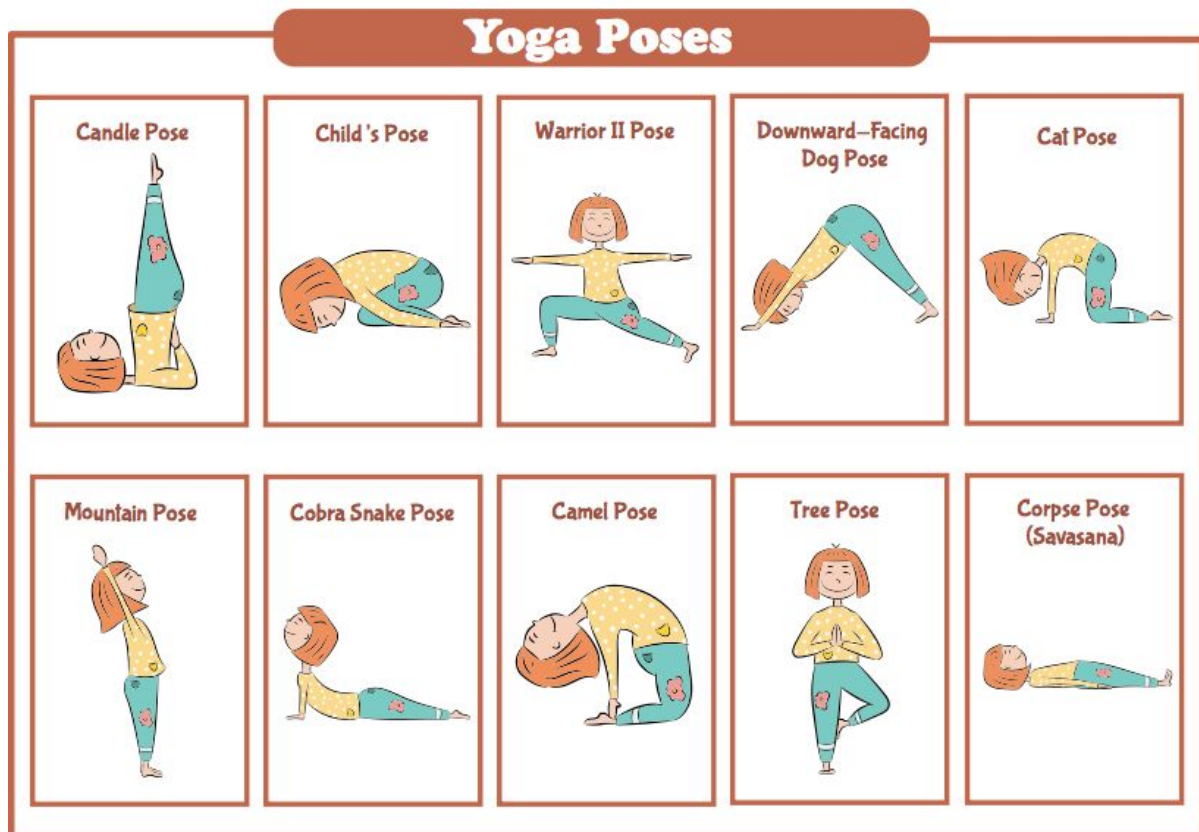 Yoga Poses
Candle Pose
Child's Pose
Warrior II Pose
Downward-Facing
Dog Pose
Cat Pose
Mountain Pose
Cobra Snake Pose
Camel Pose
Tree Pose
Corpse Pose
(Savasana)